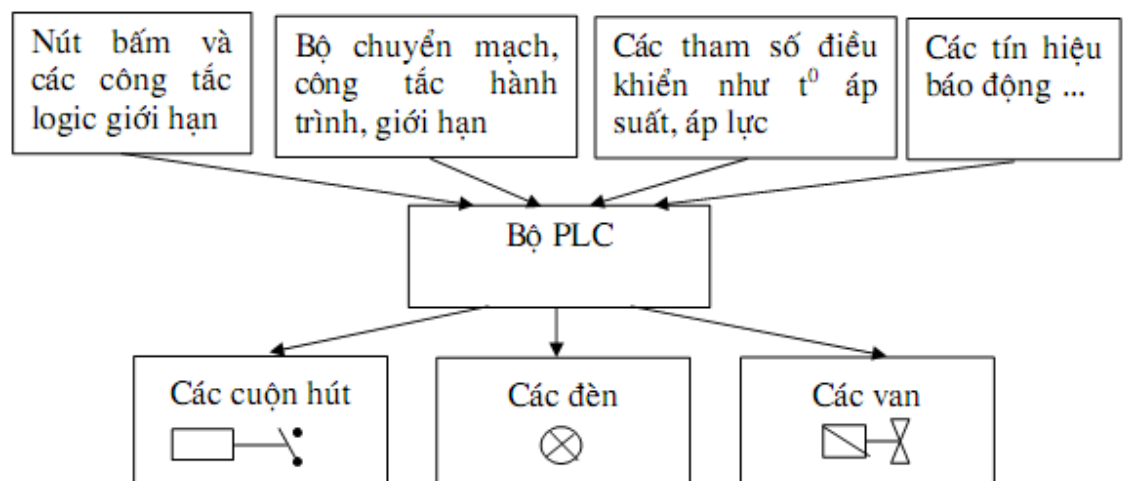 Nút bấm và
các công tắc
logic giới hạn
Bộ chuyển mạch,
công tắc hành
trình, giới hạn
Các tham số điều
khiển như t⁰ áp
suất, áp lực
Các tín hiệu
báo động ...
Bộ PLC
Các cuộn hút
Các đèn
Các van